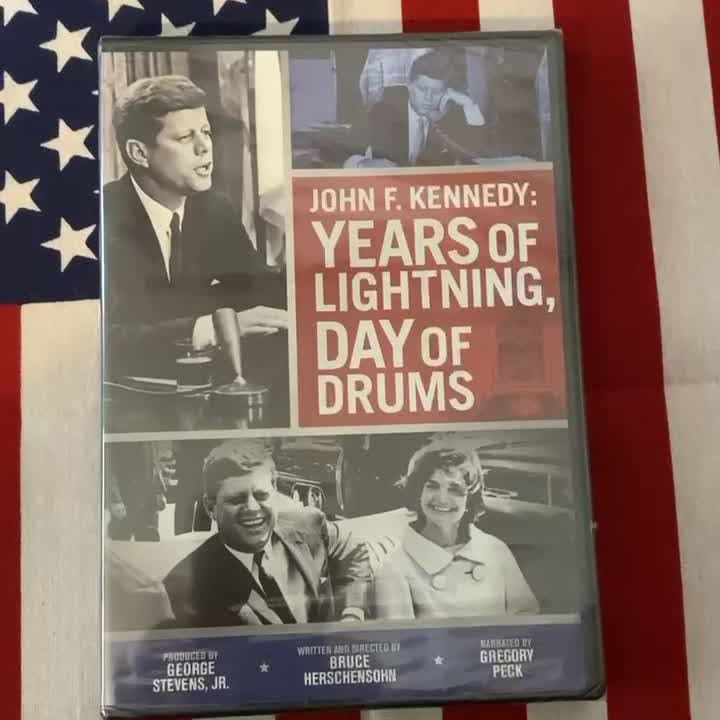 JOHN F. KENNEDY:
YEARS OF
LIGHTNING,
DAY OF
DRUMS
PRODUCED BY
GEORGE
STEVENS, JR.
WRITTEN AND DIRECTED BY
BRUCE
HERSCHENSOHN
NARRATED BY
GREGORY
PECK